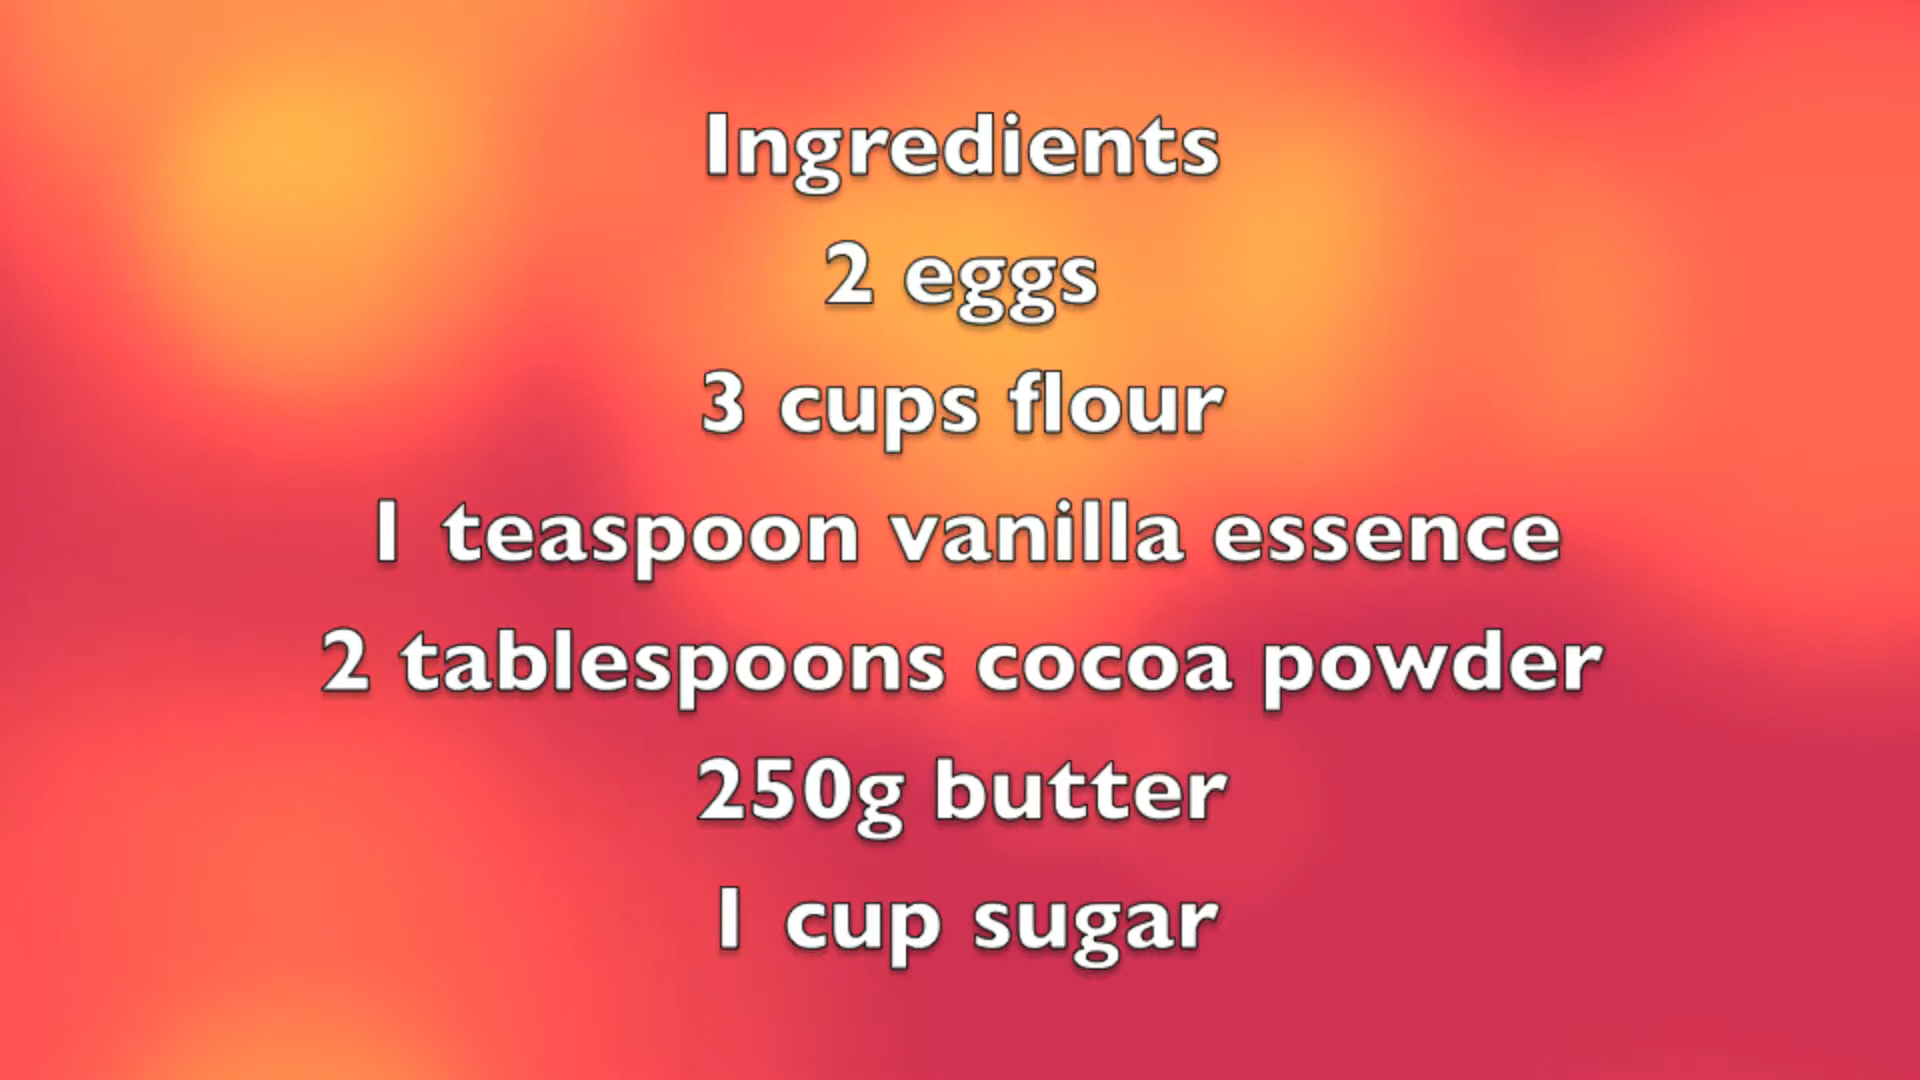 Ingredients
2 eggs
3 cups flour
1 teaspoon vanilla essence
2 tablespoons cocoa powder
250g butter
1 cup sugar